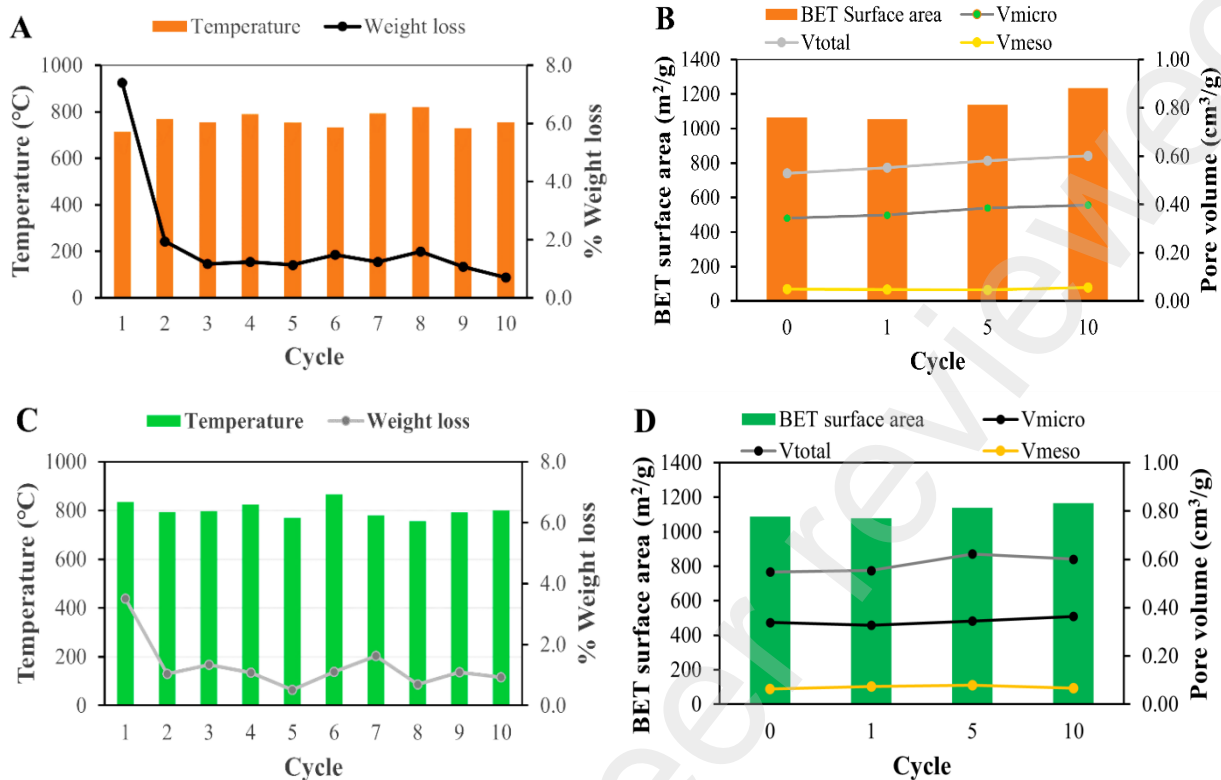 A
Temperature
Weight loss
1000
800
600
400
200
0
Temperature (°C)
8.0
6.0
4.0
2.0
0.0
% Weight loss
1 2 3 4 5 6 7 8 9 10
Cycle
B
BET Surface area
Vmicro
Vtotal
Vmeso
1400
1200
1000
800
600
400
200
0
BET surface area (m²/g)
1.00
0.80
0.60
0.40
0.20
0.00
Pore volume (cm³/g)
0 1 5 10
Cycle
C
Temperature
Weight loss
1000
800
600
400
200
0
Temperature (°C)
8.0
6.0
4.0
2.0
0.0
% Weight loss
1 2 3 4 5 6 7 8 9 10
Cycle
D
BET surface area
Vmicro
Vtotal
Vmeso
1400
1200
1000
800
600
400
200
0
BET surface area (m²/g)
1.00
0.80
0.60
0.40
0.20
0.00
Pore volume (cm³/g)
0 1 5 10
Cycle
eer reviewe